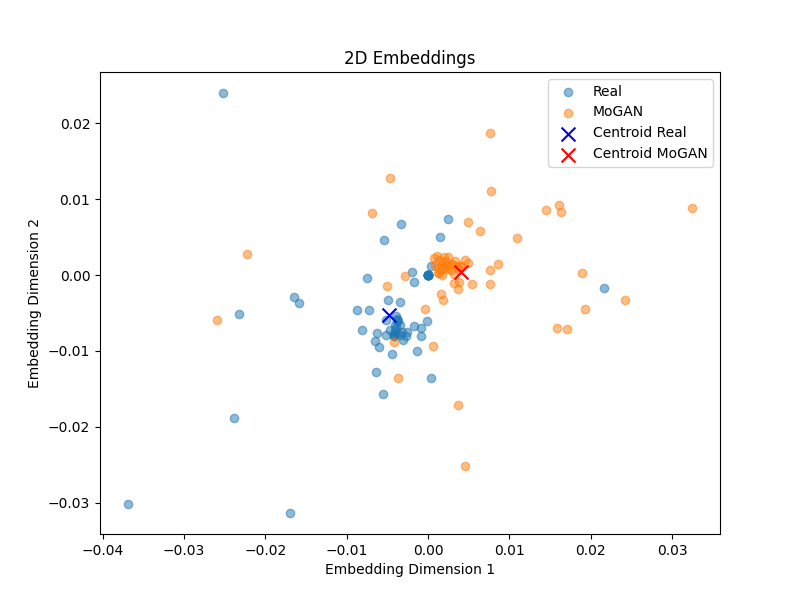 2D Embeddings
Real
MoGAN
Centroid Real
Centroid MoGAN
0.02
0.01
0.00
−0.01
−0.02
−0.03
Embedding Dimension 2
−0.04
−0.03
−0.02
−0.01
0.00
0.01
0.02
0.03
Embedding Dimension 1